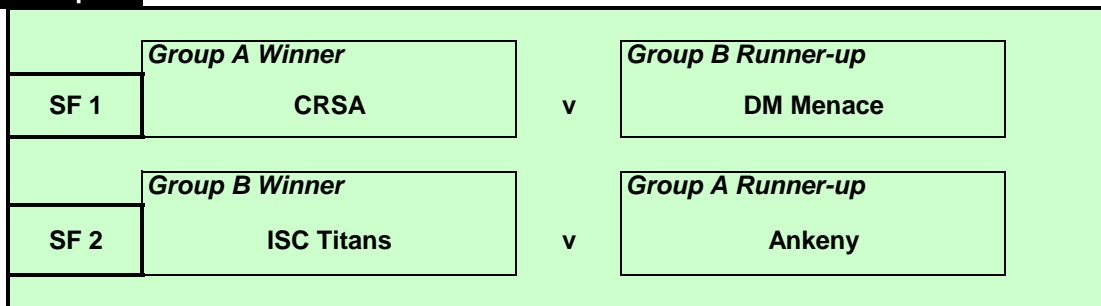 Group A Winner Group B Runner-up
SF 1 CRSA v DM Menace
Group B Winner Group A Runner-up
SF 2 ISC Titans v Ankeny